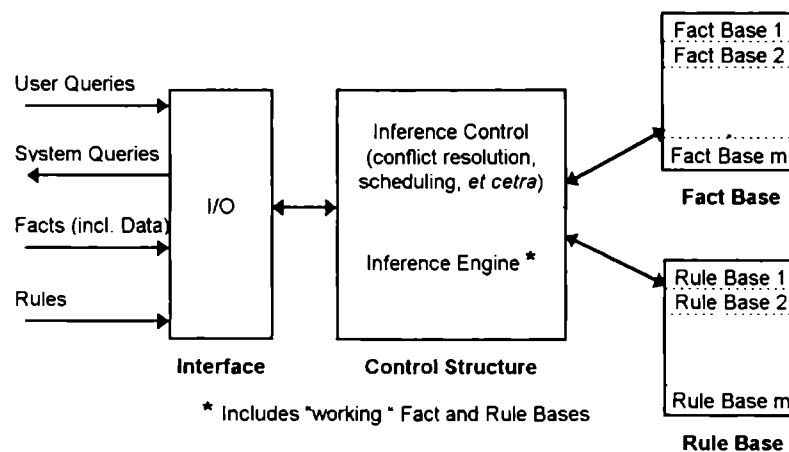 User Queries
System Queries
Facts (incl. Data)
Rules
I/O
Interface
Inference Control
(conflict resolution,
scheduling, et cetra)
Inference Engine *
Control Structure
* Includes "working " Fact and Rule Bases
Fact Base 1
Fact Base 2
Fact Base m
Fact Base
Rule Base 1
Rule Base 2
Rule Base m
Rule Base